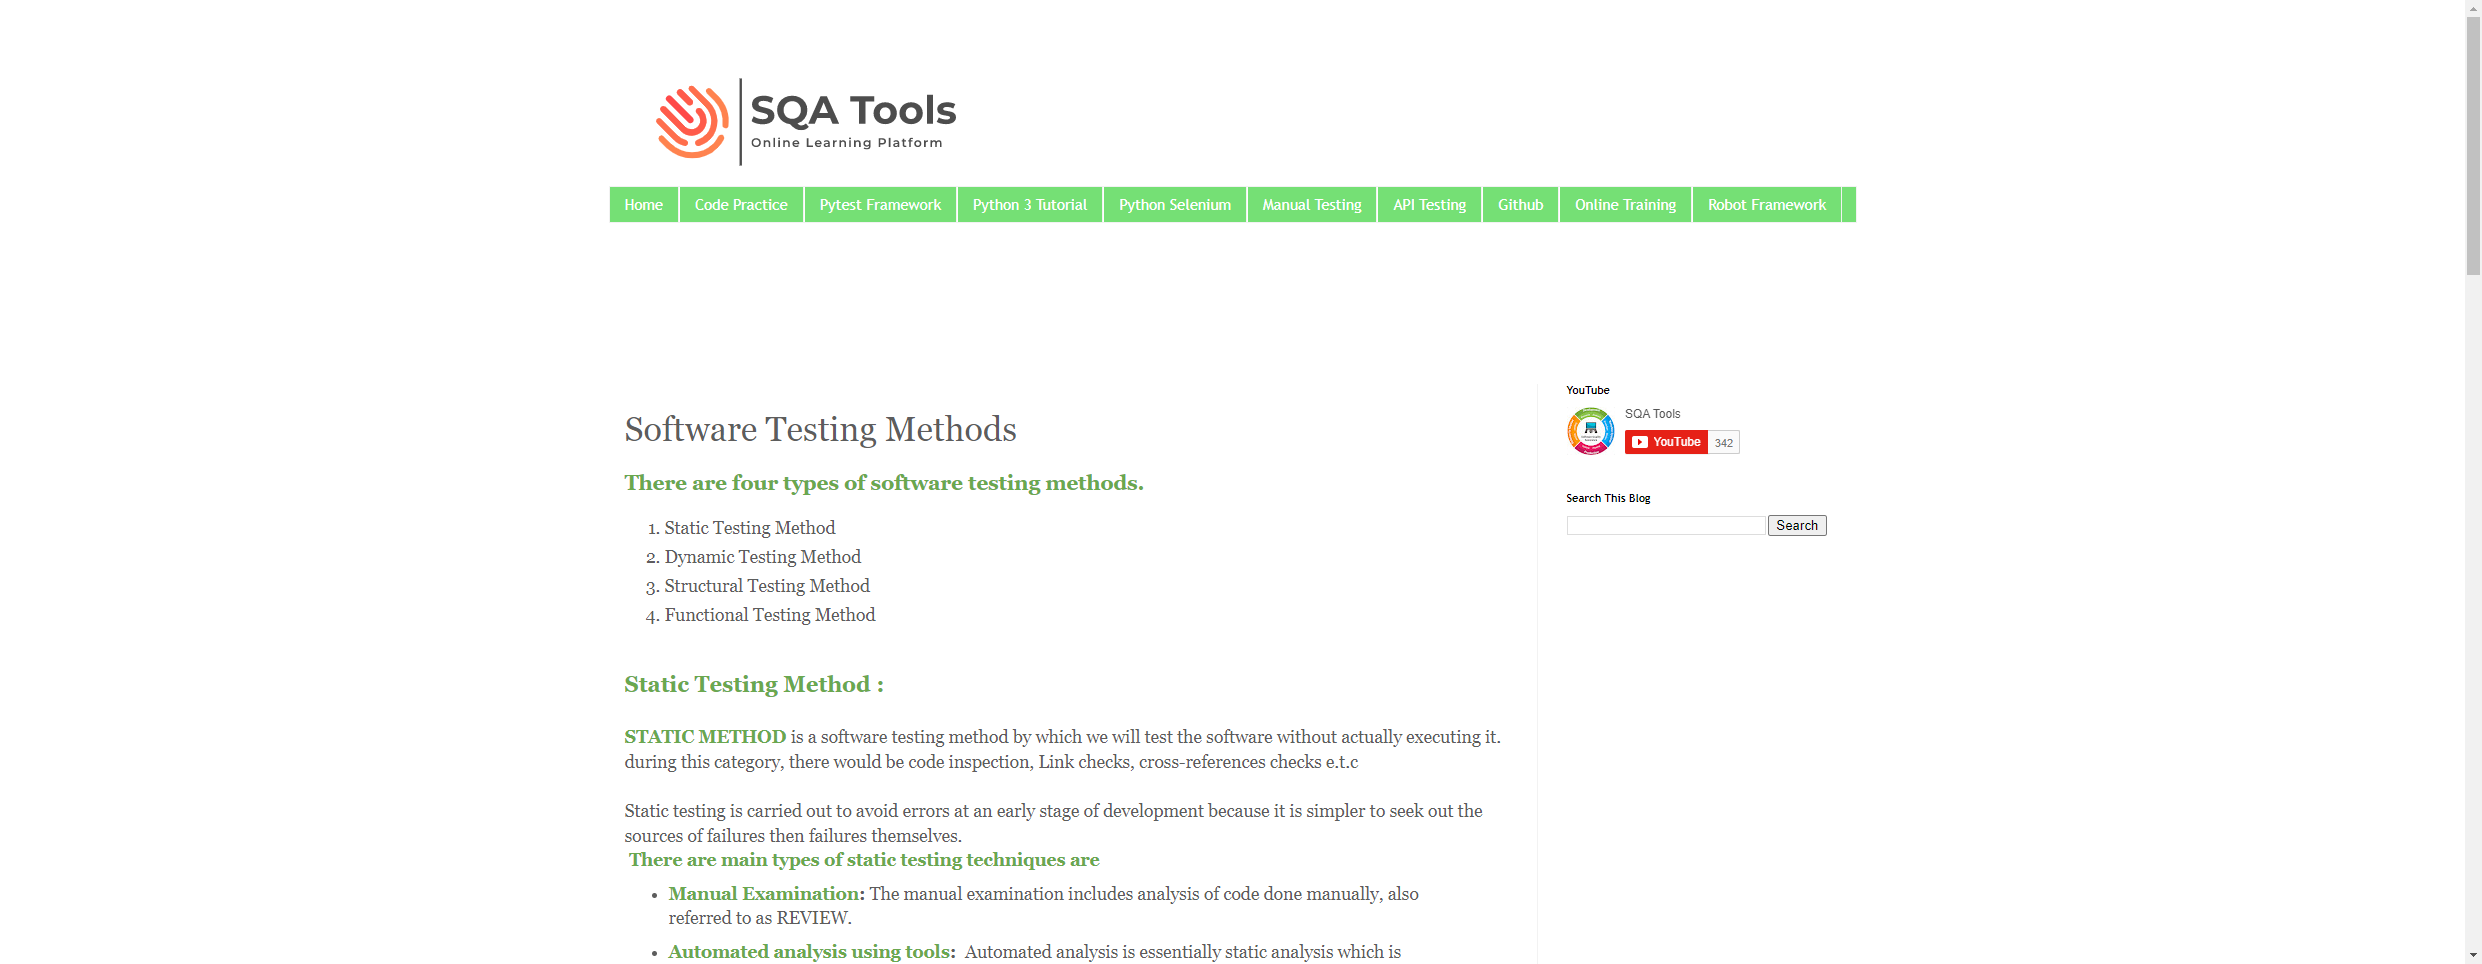 SQA Tools
Online Learning Platform
Home Code Practice Pytest Framework Python 3 Tutorial Python Selenium Manual Testing API Testing Github Online Training Robot Framework
Software Testing Methods
There are four types of software testing methods.
1. Static Testing Method
2. Dynamic Testing Method
3. Structural Testing Method
4. Functional Testing Method
Static Testing Method :
STATIC METHOD is a software testing method by which we will test the software without actually executing it.
during this category, there would be code inspection, Link checks, cross-references checks e.t.c
Static testing is carried out to avoid errors at an early stage of development because it is simpler to seek out the
sources of failures then failures themselves.
There are main types of static testing techniques are
• Manual Examination: The manual examination includes analysis of code done manually, also
referred to as REVIEW.
• Automated analysis using tools: Automated analysis is essentially static analysis which is
YouTube
SQA Tools
YouTube 342
Search This Blog
Search